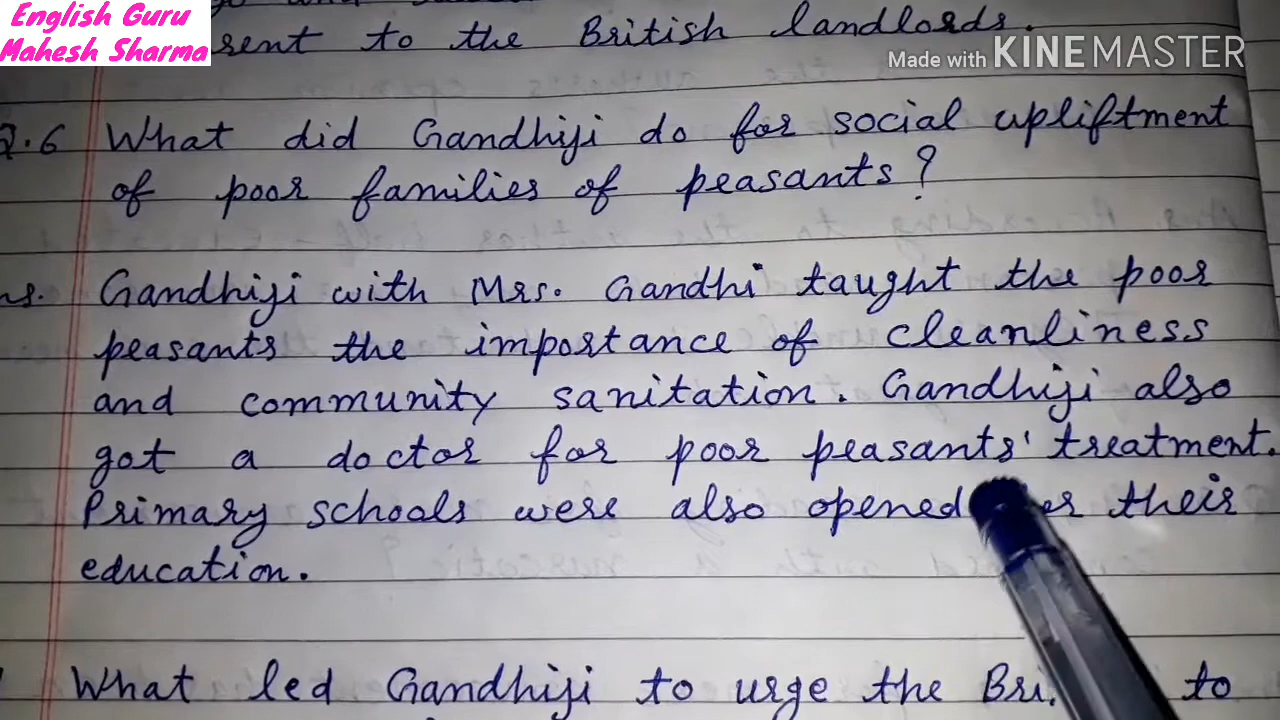 English Guru
Mahesh Sharma
Made with KINEMASTER
rent to the British landlords.
Q.6 What did Gandhiji do for social upliftment
of poor families of peasants?
ns. Gandhiji with Mrs. Gandhi taught the poor
peasants the importance of cleanliness
and community sanitation. Gandhiji also
got a doctor for poor peasants' treatment.
Primary schools were also opened their
education.
What led Gandhiji to urge the to